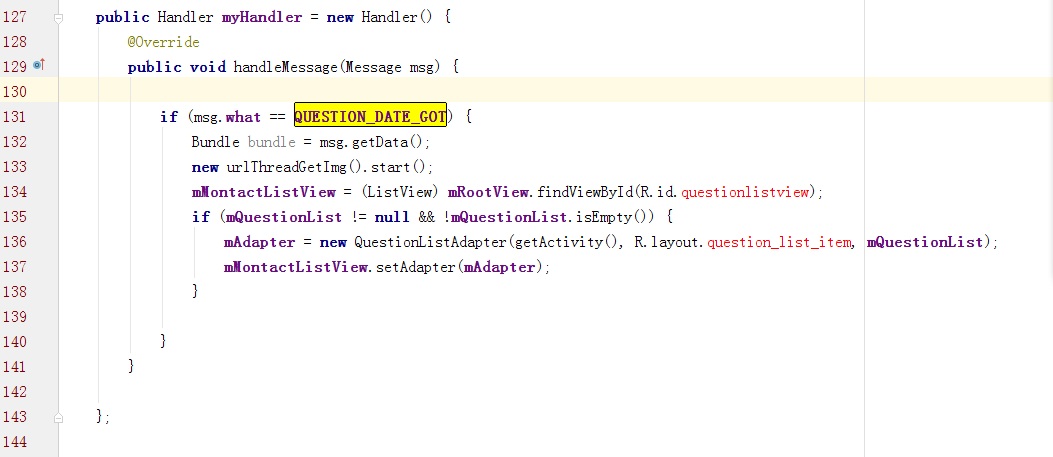 127 public Handler myHandler = new Handler() {
128 @Override
129 public void handleMessage(Message msg) {
130
131 if (msg.what == QUESTION_DATE_GOT) {
132 Bundle bundle = msg.getData();
133 new urlThreadGetImg().start();
134 mMontactListView = (ListView) mRootView.findViewById(R.id.questionlistview);
135 if (mQuestionList != null && !mQuestionList.isEmpty()) {
136 mAdapter = new QuestionListAdapter(getActivity(), R.layout.question_list_item, mQuestionList);
137 mMontactListView.setAdapter(mAdapter);
138 }
139
140 }
141 }
142
143 };
144